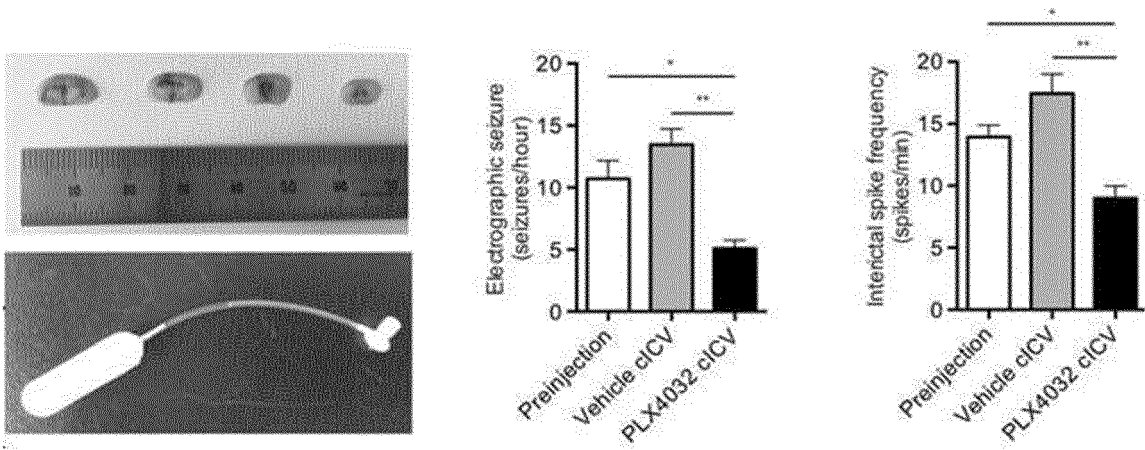 *
**
20
15
10
5
0
Electrographic seizure
(seizures/hour)
Preinjection
Vehicle cICV
PLX4032 cICV
*
**
20
15
10
5
0
Interictal spike frequency
(spikes/min)
Preinjection
Vehicle cICV
PLX4032 cICV